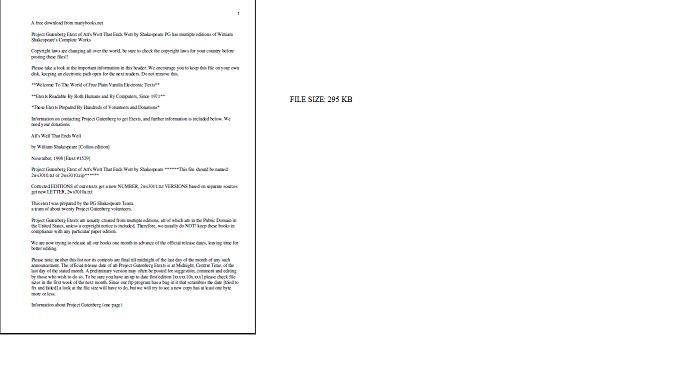 1
A free download from manybooks.net
Project Gutenberg Etext of All's Well That Ends Well by Shakespeare PG has multiple editions of William
Shakespeare's Complete Works
Copyright laws are changing all over the world, be sure to check the copyright laws for your country before
posting these files!!
Please take a look at the important information in this header. We encourage you to keep this file on your own
disk, keeping an electronic path open for the next readers. Do not remove this.
**Welcome To The World of Free Plain Vanilla Electronic Texts**
**Etexts Readable By Both Humans and By Computers, Since 1971**
*These Etexts Prepared By Hundreds of Volunteers and Donations*
Information on contacting Project Gutenberg to get Etexts, and further information is included below. We
need your donations.
All's Well That Ends Well
by William Shakespeare [Collins edition]
November, 1998 [Etext #1529]
Project Gutenberg Etext of All's Well That Ends Well by Shakespeare ******This file should be named
2ws3010.txt or 2ws3010.zip******
Corrected EDITIONS of our etexts get a new NUMBER, 2ws3011.txt VERSIONS based on separate sources
get new LETTER, 2ws3010a.txt
This etext was prepared by the PG Shakespeare Team,
a team of about twenty Project Gutenberg volunteers.
Project Gutenberg Etexts are usually created from multiple editions, all of which are in the Public Domain in
the United States, unless a copyright notice is included. Therefore, we usually do NOT! keep these books in
compliance with any particular paper edition.
We are now trying to release all our books one month in advance of the official release dates, leaving time for
better editing.
Please note: neither this list nor its contents are final till midnight of the last day of the month of any such
announcement. The official release date of all Project Gutenberg Etexts is at Midnight, Central Time, of the
last day of the stated month. A preliminary version may often be posted for suggestion, comment and editing
by those who wish to do so. To be sure you have an up to date first edition [xxxxx10x.xxx] please check file
sizes in the first week of the next month. Since our ftp program has a bug in it that scrambles the date [tried to
fix and failed] a look at the file size will have to do, but we will try to see a new copy has at least one byte
more or less.
Information about Project Gutenberg (one page)
FILE SIZE: 295 KB